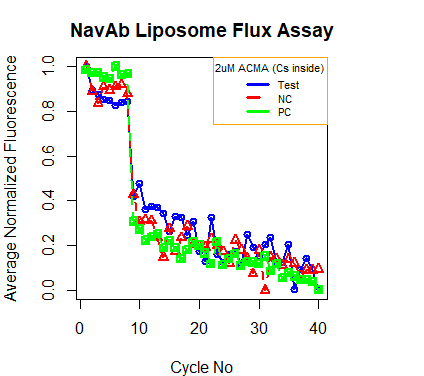 NavAb Liposome Flux Assay
2uM ACMA (Cs inside)
Test
NC
PC
Average Normalized Fluorescence
1.0
0.8
0.6
0.4
0.2
0.0
0
10
20
30
40
Cycle No